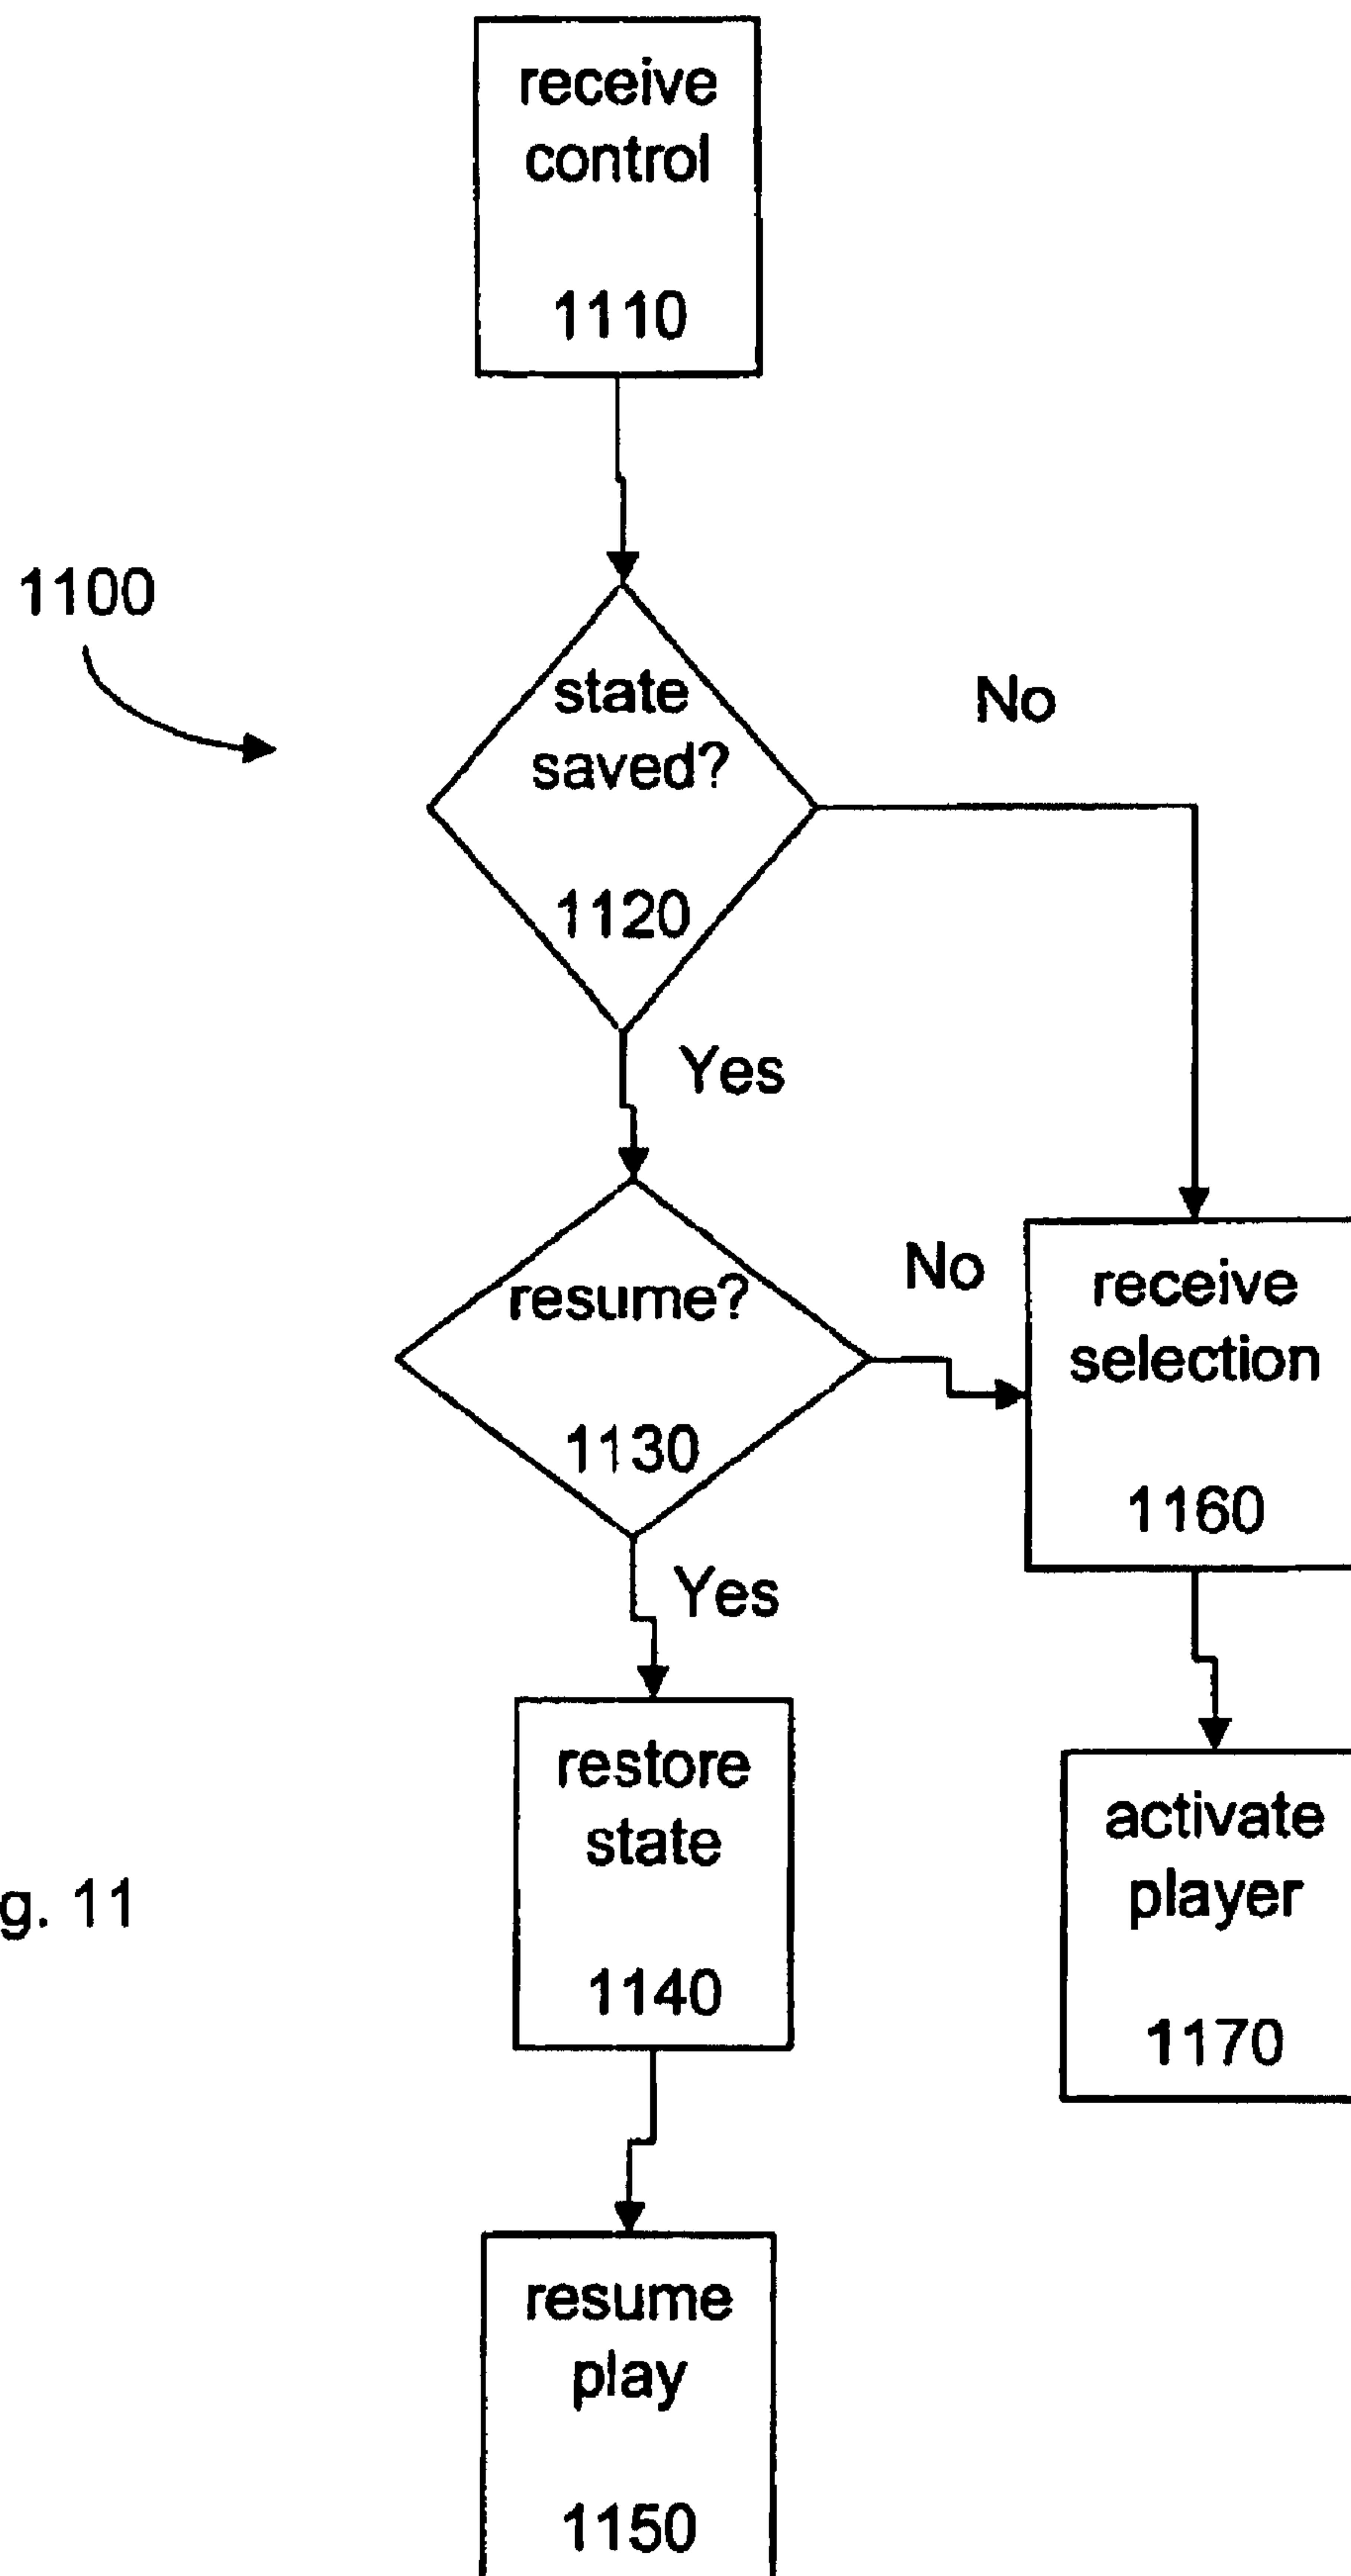 receive
control
1110
1100
state
saved?
1120
No
Yes
resume?
1130
No
receive
selection
1160
Yes
restore
state
1140
activate
player
1170
g. 11
resume
play
1150